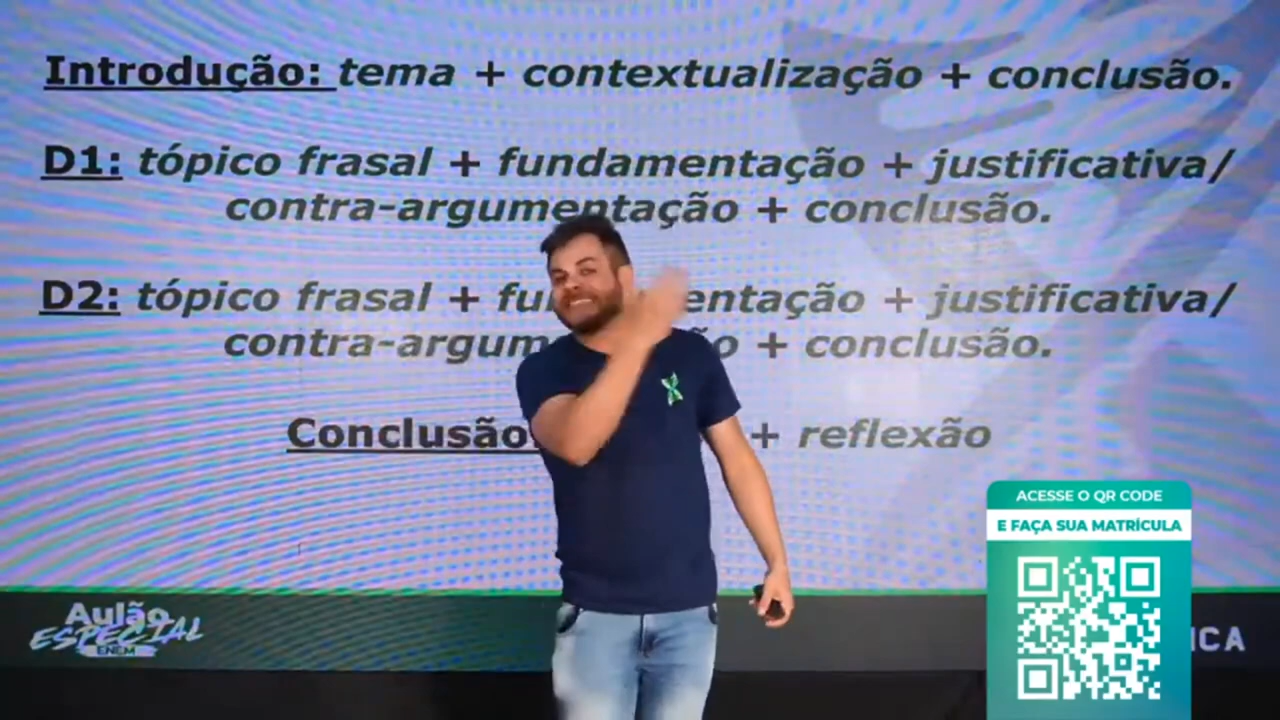 Introdução: tema + contextualização + conclusão.
D1: tópico frasal + fundamentação + justificativa/
contra-argumentação + conclusão.
D2: tópico frasal + fu entação + justificativa/
contra-argum o + conclusão.
Conclusão + reflexão
Aulão
ESPECIAL
ENEM
ACESSE O QR CODE
E FAÇA SUA MATRÍCULA
ICA